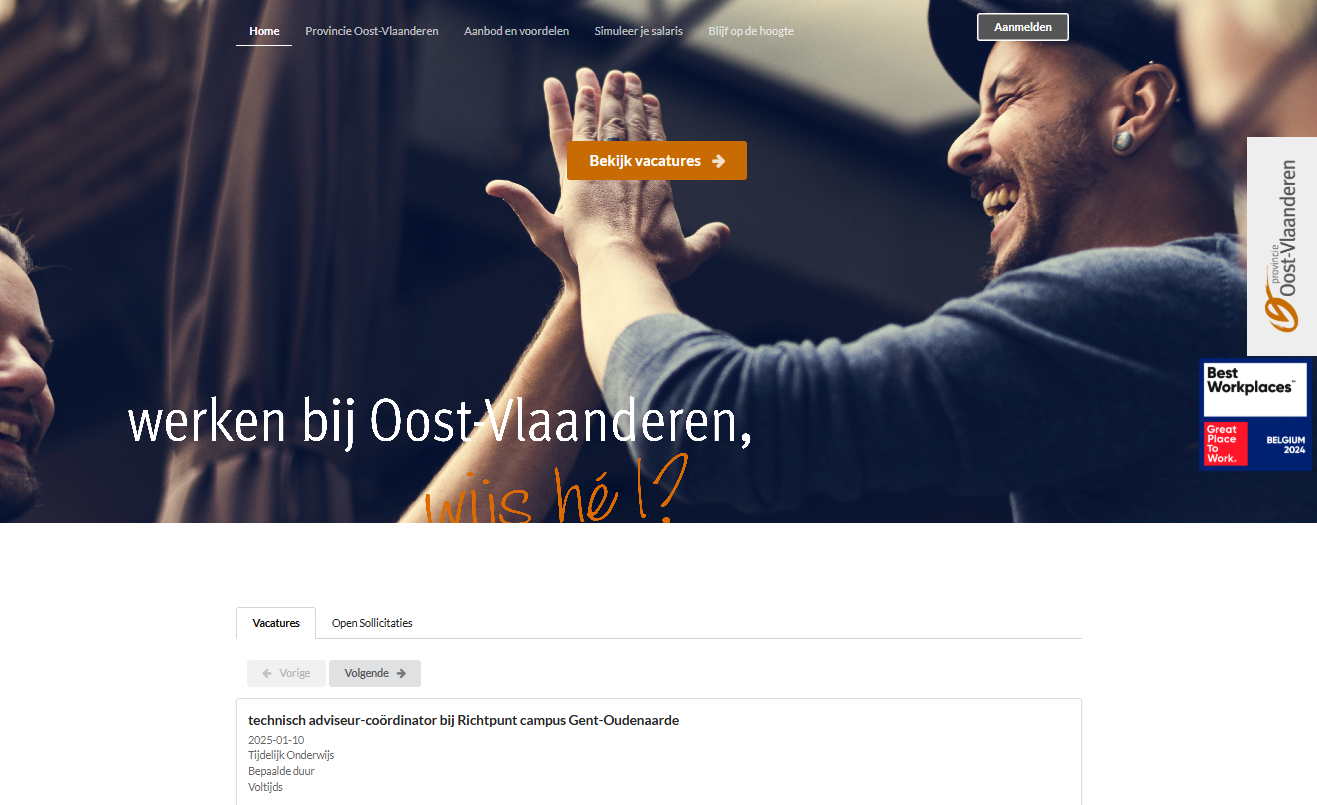 Home
Provincie Oost-Vlaanderen
Aanbod en voordelen
Simuleer je salaris
Blijf op de hoogte
Aanmelden
Bekijk vacatures
provincie
Oost-Vlaanderen
Best
Workplaces™
Great
Place
To
Work.
BELGIUM
2024
werken bij Oost-Vlaanderen,
wijs hé !?
Vacatures
Open Sollicitaties
Vorige
Volgende
technisch adviseur-coördinator bij Richtpunt campus Gent-Oudenaarde
2025-01-10
Tijdelijk Onderwijs
Bepaalde duur
Voltijds